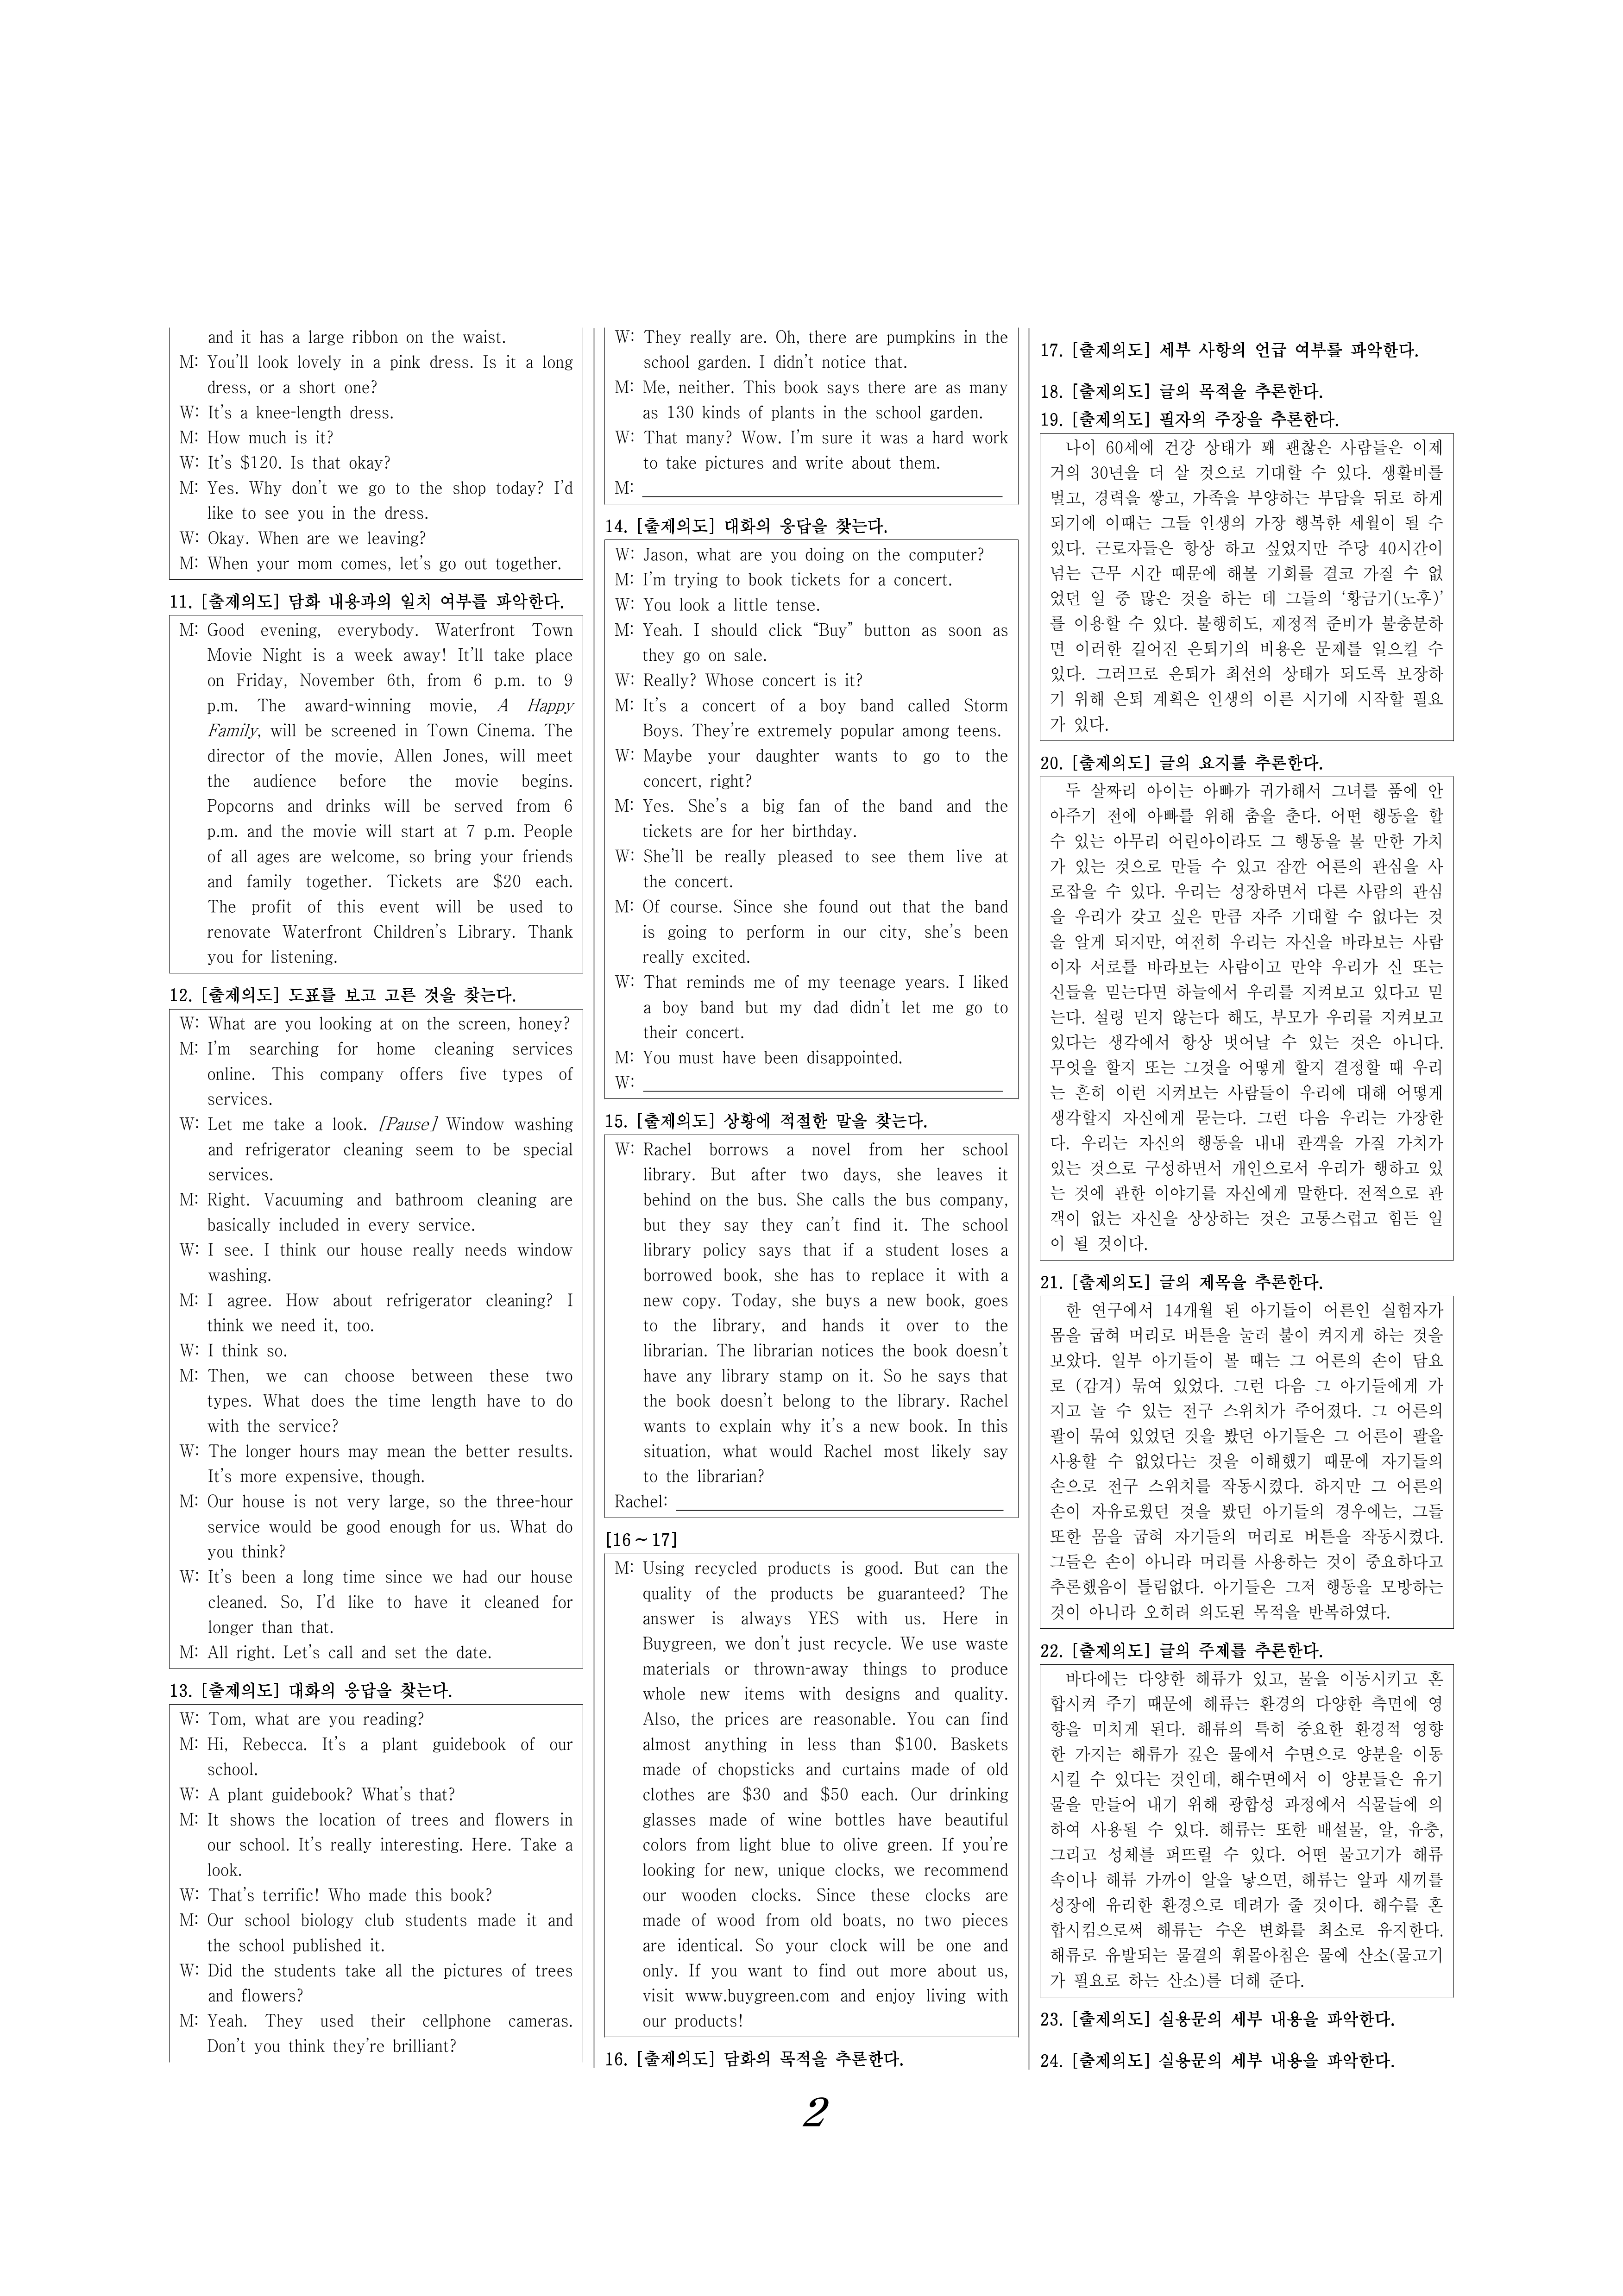 and it has a large ribbon on the waist.
M: You'll look lovely in a pink dress. Is it a long
dress, or a short one?
W: It's a knee-length dress.
M: How much is it?
W: It's $120. Is that okay?
M: Yes. Why don't we go to the shop today? I'd
like to see you in the dress.
W: Okay. When are we leaving?
M: When your mom comes, let's go out together.
11. [출제의도] 담화 내용과의 일치 여부를 파악한다.
M: Good evening, everybody. Waterfront Town
Movie Night is a week away! It'll take place
on Friday, November 6th, from 6 p.m. to 9
p.m. The award-winning movie, A Happy
Family, will be screened in Town Cinema. The
director of the movie, Allen Jones, will meet
the audience before the movie begins.
Popcorns and drinks will be served from 6
p.m. and the movie will start at 7 p.m. People
of all ages are welcome, so bring your friends
and family together. Tickets are $20 each.
The profit of this event will be used to
renovate Waterfront Children's Library. Thank
you for listening.
12. [출제의도] 도표를 보고 고른 것을 찾는다.
W: What are you looking at on the screen, honey?
M: I'm searching for home cleaning services
online. This company offers five types of
services.
W: Let me take a look. [Pause] Window washing
and refrigerator cleaning seem to be special
services.
M: Right. Vacuuming and bathroom cleaning are
basically included in every service.
W: I see. I think our house really needs window
washing.
M: I agree. How about refrigerator cleaning? I
think we need it, too.
W: I think so.
M: Then, we can choose between these two
types. What does the time length have to do
with the service?
W: The longer hours may mean the better results.
It's more expensive, though.
M: Our house is not very large, so the three-hour
service would be good enough for us. What do
you think?
W: It's been a long time since we had our house
cleaned. So, I'd like to have it cleaned for
longer than that.
M: All right. Let's call and set the date.
13. [출제의도] 대화의 응답을 찾는다.
W: Tom, what are you reading?
M: Hi, Rebecca. It's a plant guidebook of our
school.
W: A plant guidebook? What's that?
M: It shows the location of trees and flowers in
our school. It's really interesting. Here. Take a
look.
W: That's terrific! Who made this book?
M: Our school biology club students made it and
the school published it.
W: Did the students take all the pictures of trees
and flowers?
M: Yeah. They used their cellphone cameras.
Don't you think they're brilliant?
W: They really are. Oh, there are pumpkins in the
school garden. I didn't notice that.
M: Me, neither. This book says there are as many
as 130 kinds of plants in the school garden.
W: That many? Wow. I'm sure it was a hard work
to take pictures and write about them.
M:
14. [출제의도] 대화의 응답을 찾는다.
W: Jason, what are you doing on the computer?
M: I'm trying to book tickets for a concert.
W: You look a little tense.
M: Yeah. I should click “Buy” button as soon as
they go on sale.
W: Really? Whose concert is it?
M: It's a concert of a boy band called Storm
Boys. They're extremely popular among teens.
W: Maybe your daughter wants to go to the
concert, right?
M: Yes. She's a big fan of the band and the
tickets are for her birthday.
W: She'll be really pleased to see them live at
the concert.
M: Of course. Since she found out that the band
is going to perform in our city, she's been
really excited.
W: That reminds me of my teenage years. I liked
a boy band but my dad didn't let me go to
their concert.
M: You must have been disappointed.
W:
15. [출제의도] 상황에 적절한 말을 찾는다.
W: Rachel borrows a novel from her school
library. But after two days, she leaves it
behind on the bus. She calls the bus company,
but they say they can't find it. The school
library policy says that if a student loses a
borrowed book, she has to replace it with a
new copy. Today, she buys a new book, goes
to the library, and hands it over to the
librarian. The librarian notices the book doesn't
have any library stamp on it. So he says that
the book doesn't belong to the library. Rachel
wants to explain why it's a new book. In this
situation, what would Rachel most likely say
to the librarian?
Rachel:
[16～17]
M: Using recycled products is good. But can the
quality of the products be guaranteed? The
answer is always YES with us. Here in
Buygreen, we don't just recycle. We use waste
materials or thrown-away things to produce
whole new items with designs and quality.
Also, the prices are reasonable. You can find
almost anything in less than $100. Baskets
made of chopsticks and curtains made of old
clothes are $30 and $50 each. Our drinking
glasses made of wine bottles have beautiful
colors from light blue to olive green. If you're
looking for new, unique clocks, we recommend
our wooden clocks. Since these clocks are
made of wood from old boats, no two pieces
are identical. So your clock will be one and
only. If you want to find out more about us,
visit www.buygreen.com and enjoy living with
our products!
16. [출제의도] 담화의 목적을 추론한다.
17. [출제의도] 세부 사항의 언급 여부를 파악한다.
18. [출제의도] 글의 목적을 추론한다.
19. [출제의도] 필자의 주장을 추론한다.
나이 60세에 건강 상태가 꽤 괜찮은 사람들은 이제
거의 30년을 더 살 것으로 기대할 수 있다. 생활비를
벌고, 경력을 쌓고, 가족을 부양하는 부담을 뒤로 하게
되기에 이때는 그들 인생의 가장 행복한 세월이 될 수
있다. 근로자들은 항상 하고 싶었지만 주당 40시간이
넘는 근무 시간 때문에 해볼 기회를 결코 가질 수 없
었던 일 중 많은 것을 하는 데 그들의 ‘황금기(노후)’
를 이용할 수 있다. 불행히도, 재정적 준비가 불충분하
면 이러한 길어진 은퇴기의 비용은 문제를 일으킬 수
있다. 그러므로 은퇴가 최선의 상태가 되도록 보장하
기 위해 은퇴 계획은 인생의 이른 시기에 시작할 필요
가 있다.
20. [출제의도] 글의 요지를 추론한다.
두 살짜리 아이는 아빠가 귀가해서 그녀를 품에 안
아주기 전에 아빠를 위해 춤을 춘다. 어떤 행동을 할
수 있는 아무리 어린아이라도 그 행동을 볼 만한 가치
가 있는 것으로 만들 수 있고 잠깐 어른의 관심을 사
로잡을 수 있다. 우리는 성장하면서 다른 사람의 관심
을 우리가 갖고 싶은 만큼 자주 기대할 수 없다는 것
을 알게 되지만, 여전히 우리는 자신을 바라보는 사람
이자 서로를 바라보는 사람이고 만약 우리가 신 또는
신들을 믿는다면 하늘에서 우리를 지켜보고 있다고 믿
는다. 설령 믿지 않는다 해도, 부모가 우리를 지켜보고
있다는 생각에서 항상 벗어날 수 있는 것은 아니다.
무엇을 할지 또는 그것을 어떻게 할지 결정할 때 우리
는 흔히 이런 지켜보는 사람들이 우리에 대해 어떻게
생각할지 자신에게 묻는다. 그런 다음 우리는 가장한
다. 우리는 자신의 행동을 내내 관객을 가질 가치가
있는 것으로 구성하면서 개인으로서 우리가 행하고 있
는 것에 관한 이야기를 자신에게 말한다. 전적으로 관
객이 없는 자신을 상상하는 것은 고통스럽고 힘든 일
이 될 것이다.
21. [출제의도] 글의 제목을 추론한다.
한 연구에서 14개월 된 아기들이 어른인 실험자가
몸을 굽혀 머리로 버튼을 눌러 불이 켜지게 하는 것을
보았다. 일부 아기들이 볼 때는 그 어른의 손이 담요
로 (감겨) 묶여 있었다. 그런 다음 그 아기들에게 가
지고 놀 수 있는 전구 스위치가 주어졌다. 그 어른의
팔이 묶여 있었던 것을 봤던 아기들은 그 어른이 팔을
사용할 수 없었다는 것을 이해했기 때문에 자기들의
손으로 전구 스위치를 작동시켰다. 하지만 그 어른의
손이 자유로웠던 것을 봤던 아기들의 경우에는, 그들
또한 몸을 굽혀 자기들의 머리로 버튼을 작동시켰다.
그들은 손이 아니라 머리를 사용하는 것이 중요하다고
추론했음이 틀림없다. 아기들은 그저 행동을 모방하는
것이 아니라 오히려 의도된 목적을 반복하였다.
22. [출제의도] 글의 주제를 추론한다.
바다에는 다양한 해류가 있고, 물을 이동시키고 혼
합시켜 주기 때문에 해류는 환경의 다양한 측면에 영
향을 미치게 된다. 해류의 특히 중요한 환경적 영향
한 가지는 해류가 깊은 물에서 수면으로 양분을 이동
시킬 수 있다는 것인데, 해수면에서 이 양분들은 유기
물을 만들어 내기 위해 광합성 과정에서 식물들에 의
하여 사용될 수 있다. 해류는 또한 배설물, 알, 유충,
그리고 성체를 퍼뜨릴 수 있다. 어떤 물고기가 해류
속이나 해류 가까이 알을 낳으면, 해류는 알과 새끼를
성장에 유리한 환경으로 데려가 줄 것이다. 해수를 혼
합시킴으로써 해류는 수온 변화를 최소로 유지한다.
해류로 유발되는 물결의 휘몰아침은 물에 산소(물고기
가 필요로 하는 산소)를 더해 준다.
23. [출제의도] 실용문의 세부 내용을 파악한다.
24. [출제의도] 실용문의 세부 내용을 파악한다.
2